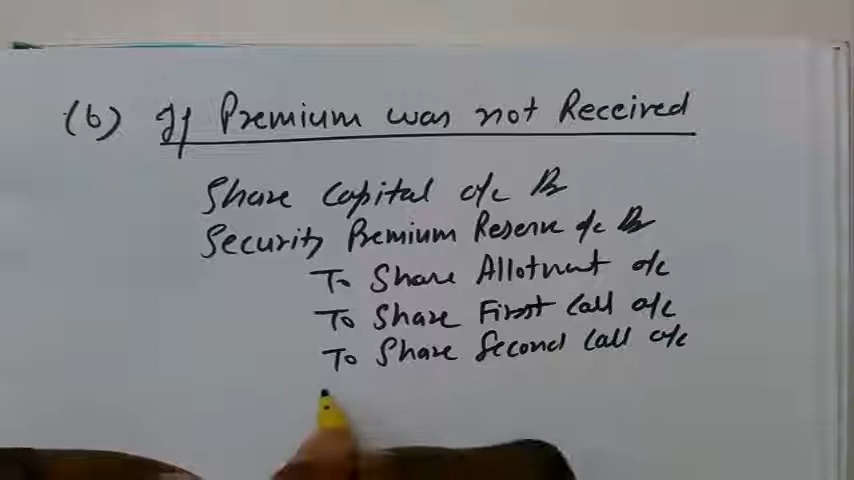 (b) If Premium was not Received
Share Capital a/c Dr
Security Premium Reserve a/c Dr
To Share Allotment a/c
To Share First Call a/c
To Share Second Call a/c